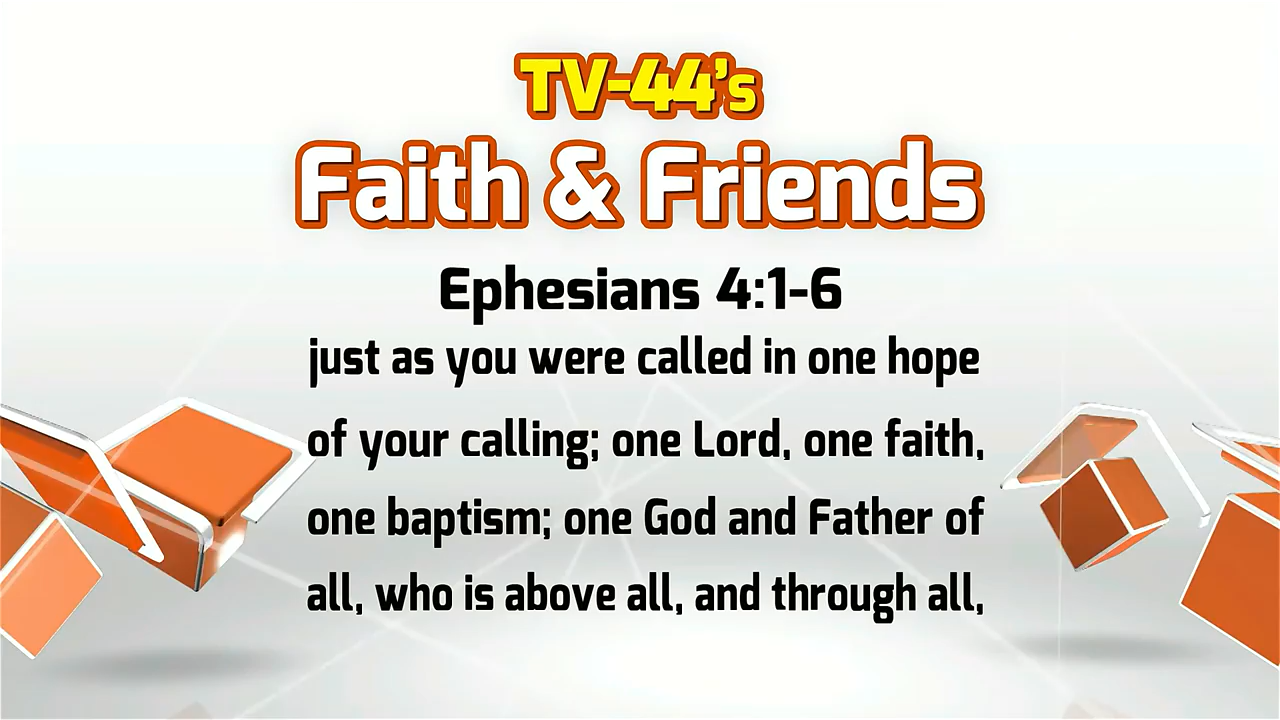 TV-44's
Faith & Friends
Ephesians 4:1-6
just as you were called in one hope
of your calling; one Lord, one faith,
one baptism; one God and Father of
all, who is above all, and through all,